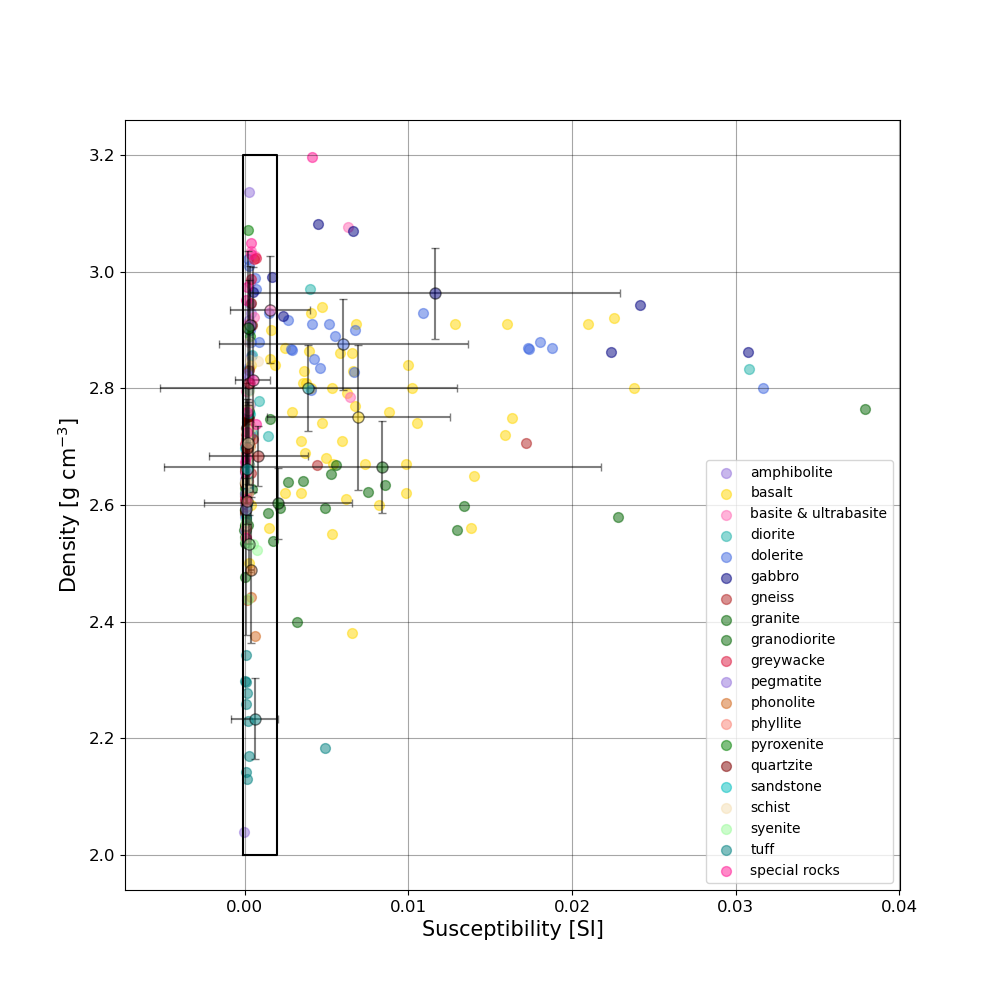 3.2
3.0
2.8
2.6
2.4
2.2
2.0
Density [g cm⁻³]
0.00 0.01 0.02 0.03 0.04
Susceptibility [SI]
amphibolite
basalt
basite & ultrabasite
diorite
dolerite
gabbro
gneiss
granite
granodiorite
greywacke
pegmatite
phonolite
phyllite
pyroxenite
quartzite
sandstone
schist
syenite
tuff
special rocks